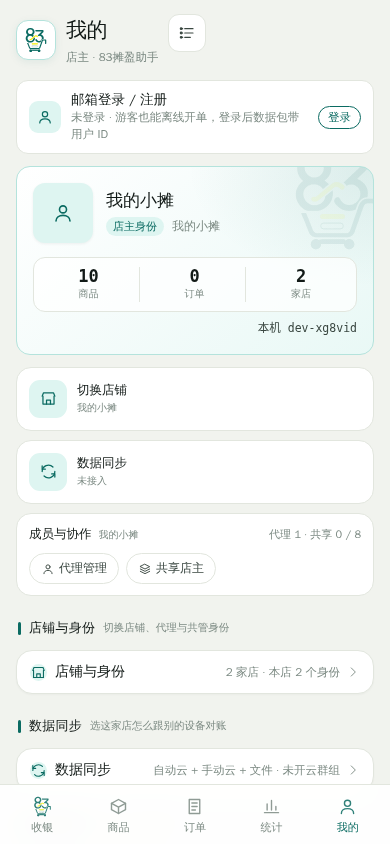 我的
店主 · 83摊盈助手
邮箱登录 / 注册
未登录 · 游客也能离线开单，登录后数据包带
用户 ID
登录
我的小摊
店主身份 我的小摊
10 0 2
商品 订单 家店
本机 dev-xg8vid
切换店铺
我的小摊
数据同步
未接入
成员与协作 我的小摊 代理 1 · 共享 0 / 8
代理管理 共享店主
店铺与身份 切换店铺、代理与共管身份
店铺与身份 2 家店 · 本店 2 个身份
数据同步 选这家店怎么跟别的设备对账
数据同步 自动云 + 手动云 + 文件 · 未开云群组
收银 商品 订单 统计 我的